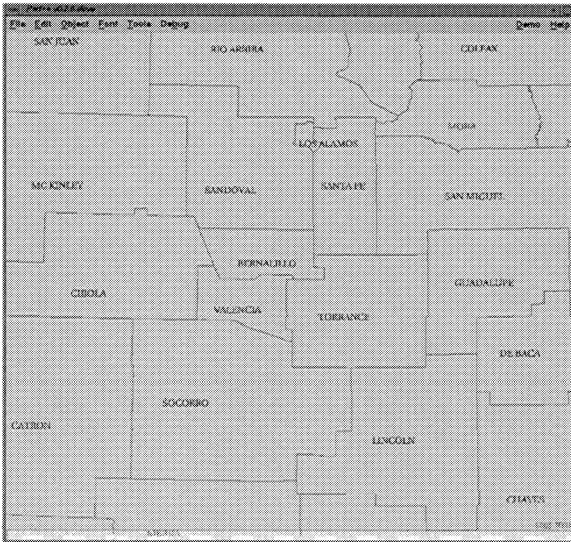 File Edit Object Font Tools Debug Demo Help
SAN JUAN
RIO ARRIBA
COLFAX
MORA
LOS ALAMOS
MC KINLEY
SANDOVAL
SANTA FE
SAN MIGUEL
BERNALILLO
CIBOLA
GUADALUPE
VALENCIA
TORRANCE
DE BACA
SOCORRO
CATRON
LINCOLN
CHAVES
SIERRA